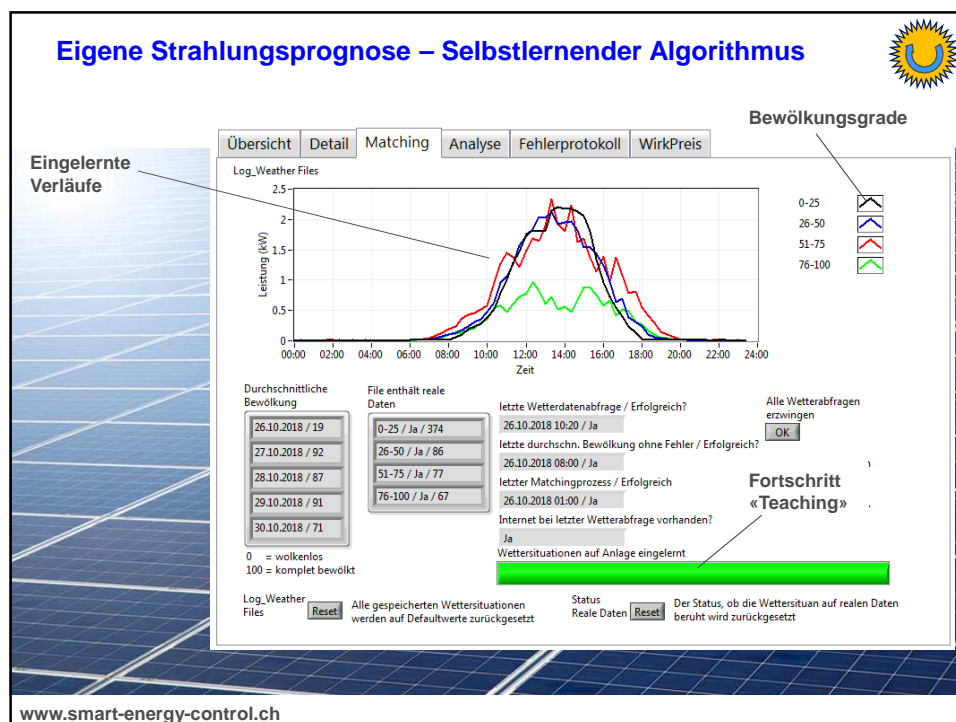 Eigene Strahlungsprognose – Selbstlernender Algorithmus
Bewölkungsgrade
Eingelernte
Verläufe
Übersicht Detail Matching Analyse Fehlerprotokoll WirkPreis
Log_Weather Files
Leistung (kW)
2.5
2
1.5
1
0.5
0
00:00 02:00 04:00 06:00 08:00 10:00 12:00 14:00 16:00 18:00 20:00 22:00 24:00
Zeit
0-25
26-50
51-75
76-100
Durchschnittliche
Bewölkung
26.10.2018 / 19
27.10.2018 / 92
28.10.2018 / 87
29.10.2018 / 91
30.10.2018 / 71
0 = wolkenlos
100 = komplet bewölkt
File enthält reale
Daten
0-25 / Ja / 374
26-50 / Ja / 86
51-75 / Ja / 77
76-100 / Ja / 67
letzte Wetterdatenabfrage / Erfolgreich?
26.10.2018 10:20 / Ja
letzte durchschn. Bewölkung ohne Fehler / Erfolgreich?
26.10.2018 08:00 / Ja
letzter Matchingprozess / Erfolgreich
26.10.2018 01:00 / Ja
Internet bei letzter Wetterabfrage vorhanden?
Ja
Wettersituationen auf Anlage eingelernt
Alle Wetterabfragen
erzwingen
OK
Fortschritt
«Teaching»
Log_Weather
Files
Reset
Alle gespeicherten Wettersituationen
werden auf Defaultwerte zurückgesetzt
Status
Reale Daten
Reset
Der Status, ob die Wettersituan auf realen Daten
beruht wird zurückgesetzt
www.smart-energy-control.ch